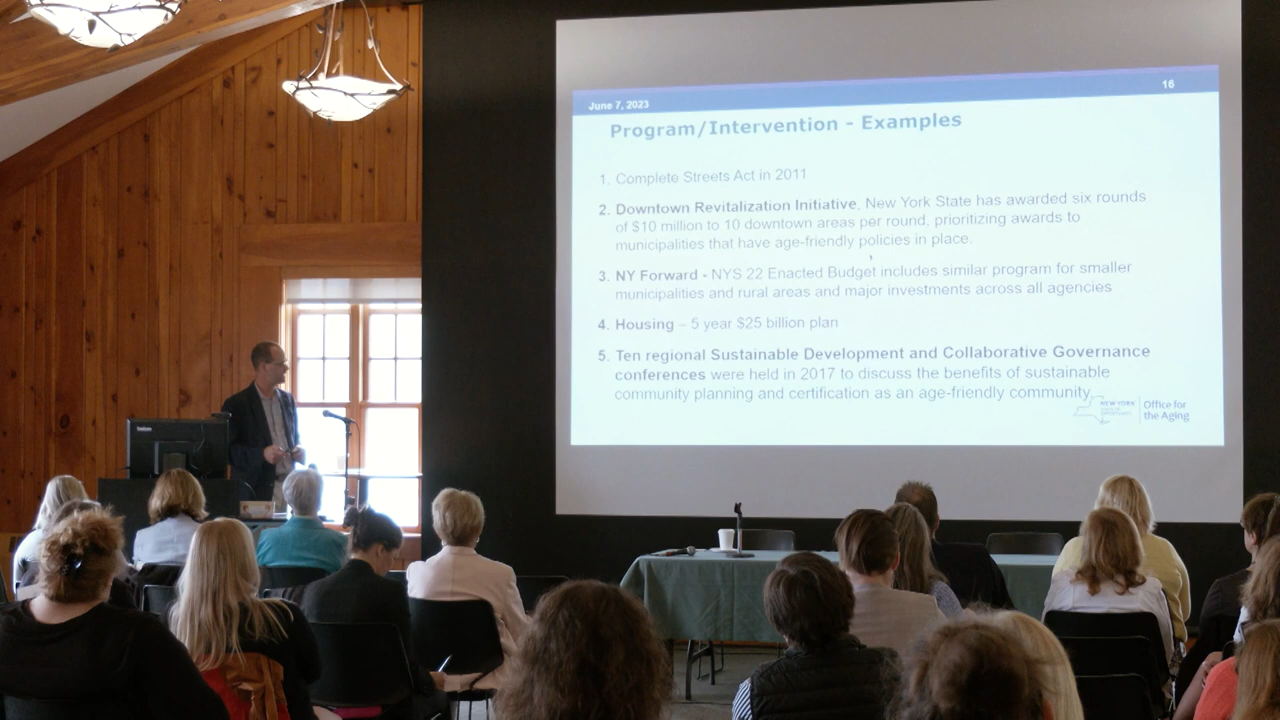 June 7, 2023
16
Program/Intervention - Examples
1. Complete Streets Act in 2011
2. Downtown Revitalization Initiative. New York State has awarded six rounds
of $10 million to 10 downtown areas per round, prioritizing awards to
municipalities that have age-friendly policies in place.
3. NY Forward - NYS 22 Enacted Budget includes similar program for smaller
municipalities and rural areas and major investments across all agencies
4. Housing – 5 year $25 billion plan
5. Ten regional Sustainable Development and Collaborative Governance
conferences were held in 2017 to discuss the benefits of sustainable
community planning and certification as an age-friendly community
NEW YORK
Office for
the Aging